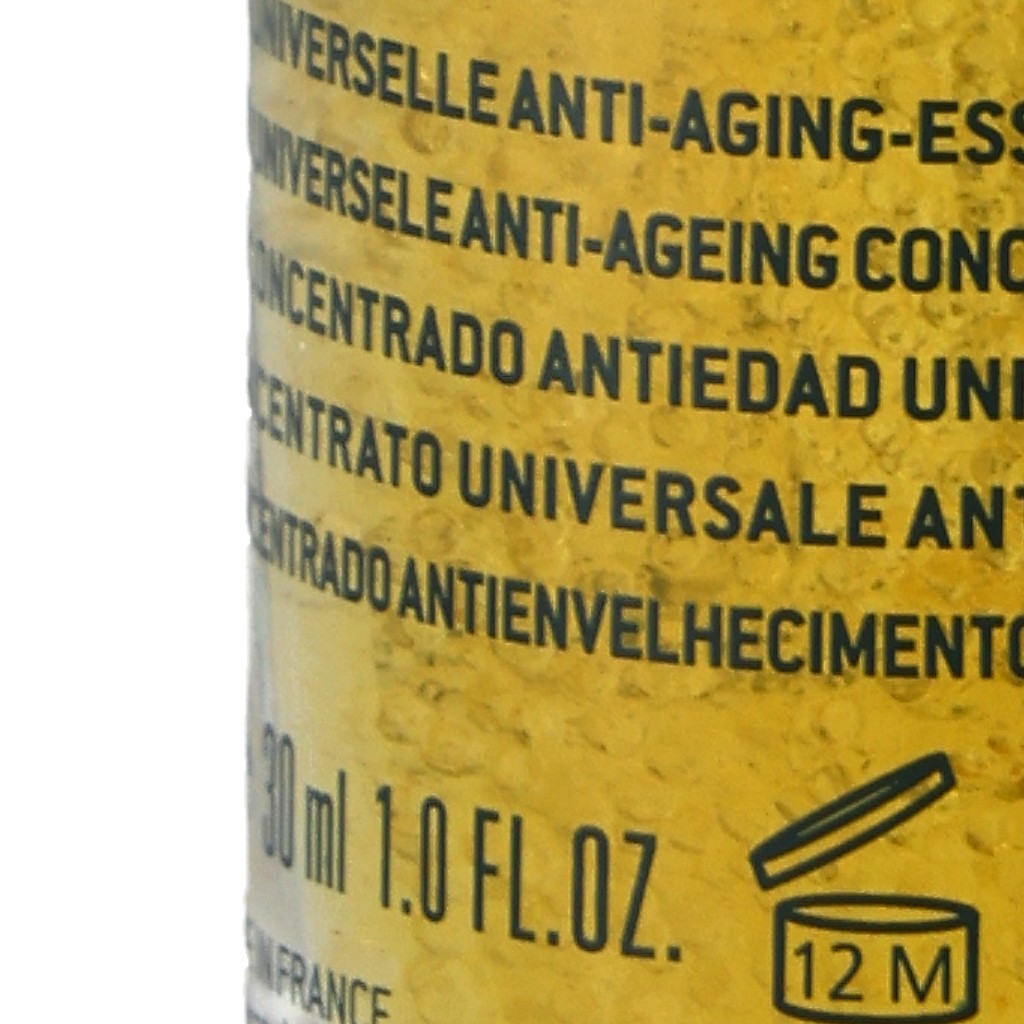 UNIVERSELLE ANTI-AGING-ESS
UNIVERSELE ANTI-AGEING CONC
CONCENTRADO ANTIEDAD UNI
CENTRATO UNIVERSALE ANT
CENTRADO ANTIENVELHECIMENTO
30 ml 1.0 FL.OZ.
12 M
IN FRANCE